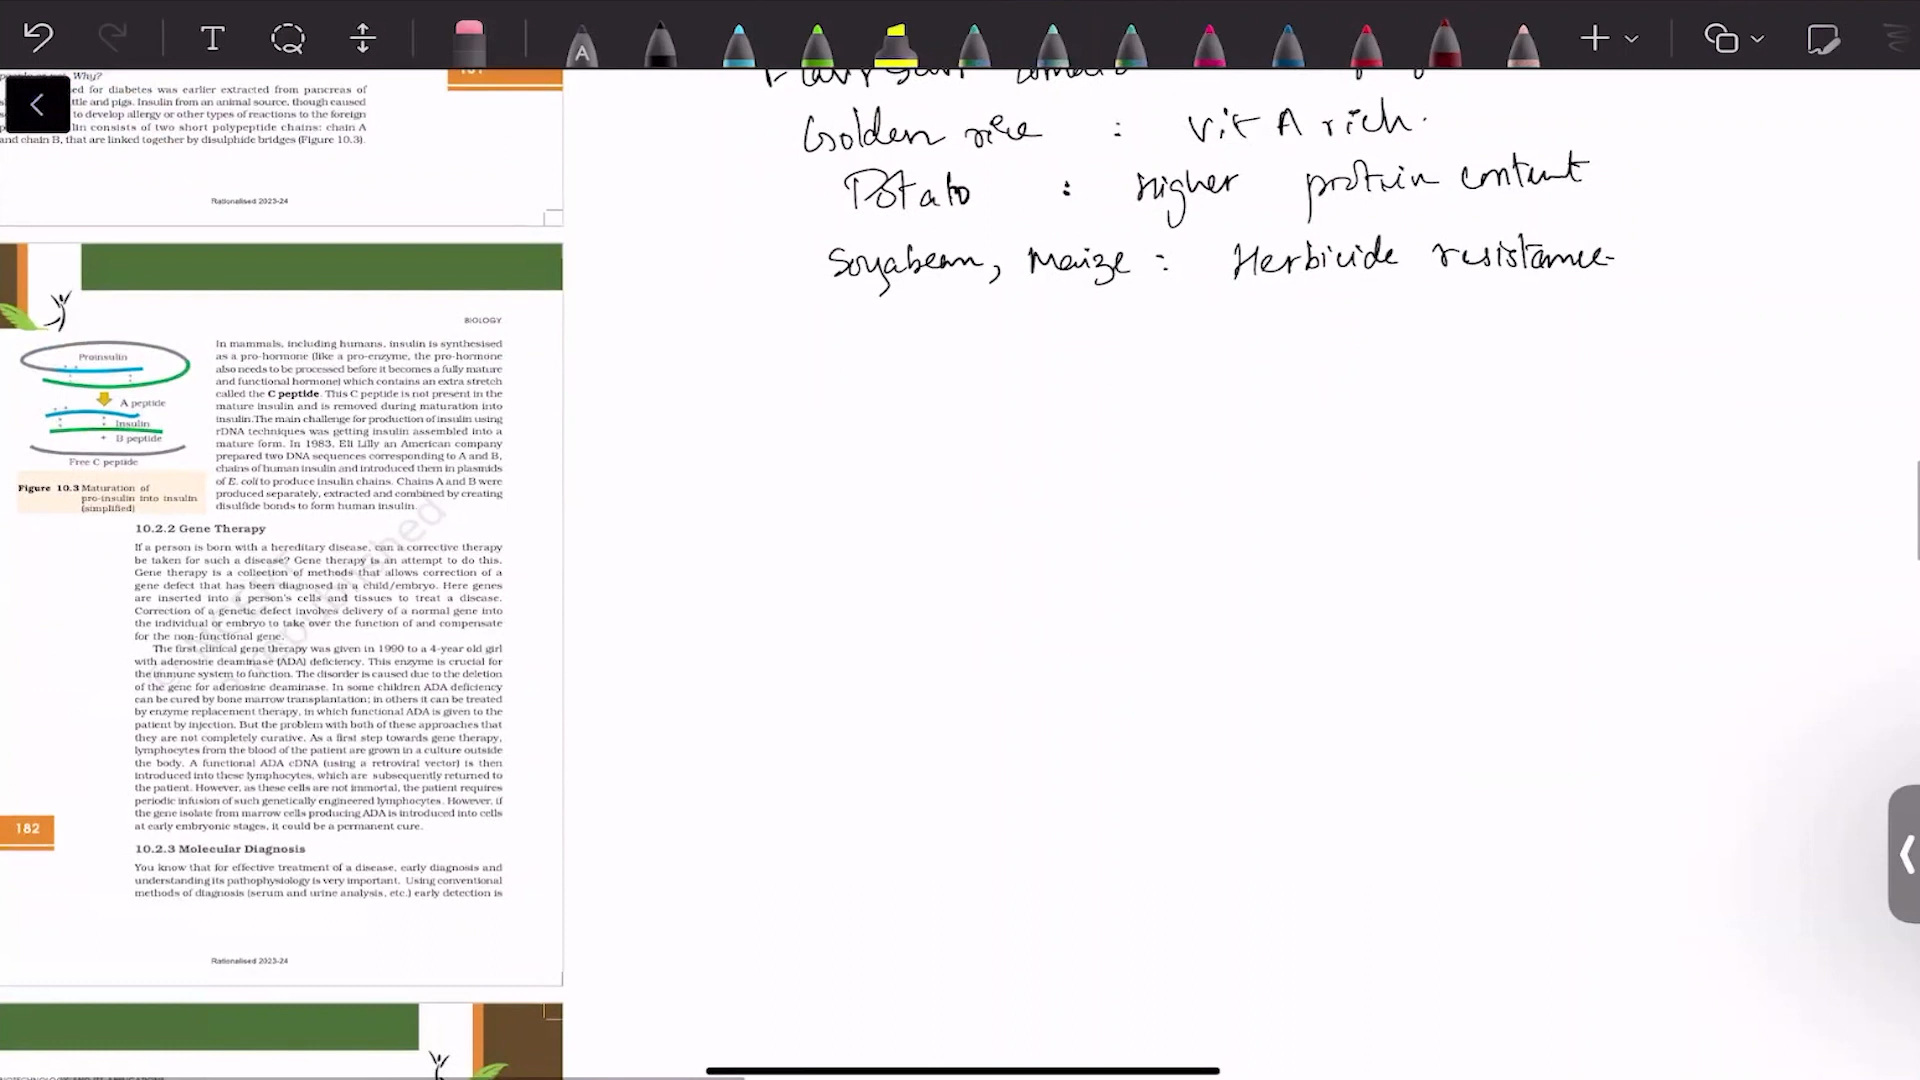 Why?
ed for diabetes was earlier extracted from pancreas of
ttle and pigs. Insulin from an animal source, though caused
to develop allergy or other types of reactions to the foreign
lin consists of two short polypeptide chains: chain A
and chain B, that are linked together by disulphide bridges (Figure 10.3).
Rationalised 2023-24
BIOLOGY
Proinsulin
A peptide
Insulin
+ B peptide
Free C peptide
Figure 10.3 Maturation of
pro-insulin into insulin
(simplified)
In mammals, including humans, insulin is synthesised
as a pro-hormone (like a pro-enzyme, the pro-hormone
also needs to be processed before it becomes a fully mature
and functional hormone) which contains an extra stretch
called the C peptide. This C peptide is not present in the
mature insulin and is removed during maturation into
insulin.The main challenge for production of insulin using
rDNA techniques was getting insulin assembled into a
mature form. In 1983, Eli Lilly an American company
prepared two DNA sequences corresponding to A and B,
chains of human insulin and introduced them in plasmids
of E. coli to produce insulin chains. Chains A and B were
produced separately, extracted and combined by creating
disulfide bonds to form human insulin.
10.2.2 Gene Therapy
If a person is born with a hereditary disease, can a corrective therapy
be taken for such a disease? Gene therapy is an attempt to do this.
Gene therapy is a collection of methods that allows correction of a
gene defect that has been diagnosed in a child/embryo. Here genes
are inserted into a person's cells and tissues to treat a disease.
Correction of a genetic defect involves delivery of a normal gene into
the individual or embryo to take over the function of and compensate
for the non-functional gene.
The first clinical gene therapy was given in 1990 to a 4-year old girl
with adenosine deaminase (ADA) deficiency. This enzyme is crucial for
the immune system to function. The disorder is caused due to the deletion
of the gene for adenosine deaminase. In some children ADA deficiency
can be cured by bone marrow transplantation; in others it can be treated
by enzyme replacement therapy, in which functional ADA is given to the
patient by injection. But the problem with both of these approaches that
they are not completely curative. As a first step towards gene therapy,
lymphocytes from the blood of the patient are grown in a culture outside
the body. A functional ADA cDNA (using a retroviral vector) is then
introduced into these lymphocytes, which are subsequently returned to
the patient. However, as these cells are not immortal, the patient requires
periodic infusion of such genetically engineered lymphocytes. However, if
the gene isolate from marrow cells producing ADA is introduced into cells
at early embryonic stages, it could be a permanent cure.
182
10.2.3 Molecular Diagnosis
You know that for effective treatment of a disease, early diagnosis and
understanding its pathophysiology is very important. Using conventional
methods of diagnosis (serum and urine analysis, etc.) early detection is
Rationalised 2023-24
Golden rice : Vit A rich.
Potato : Higher protein content
Soyabean, Maize : Herbicide resistance